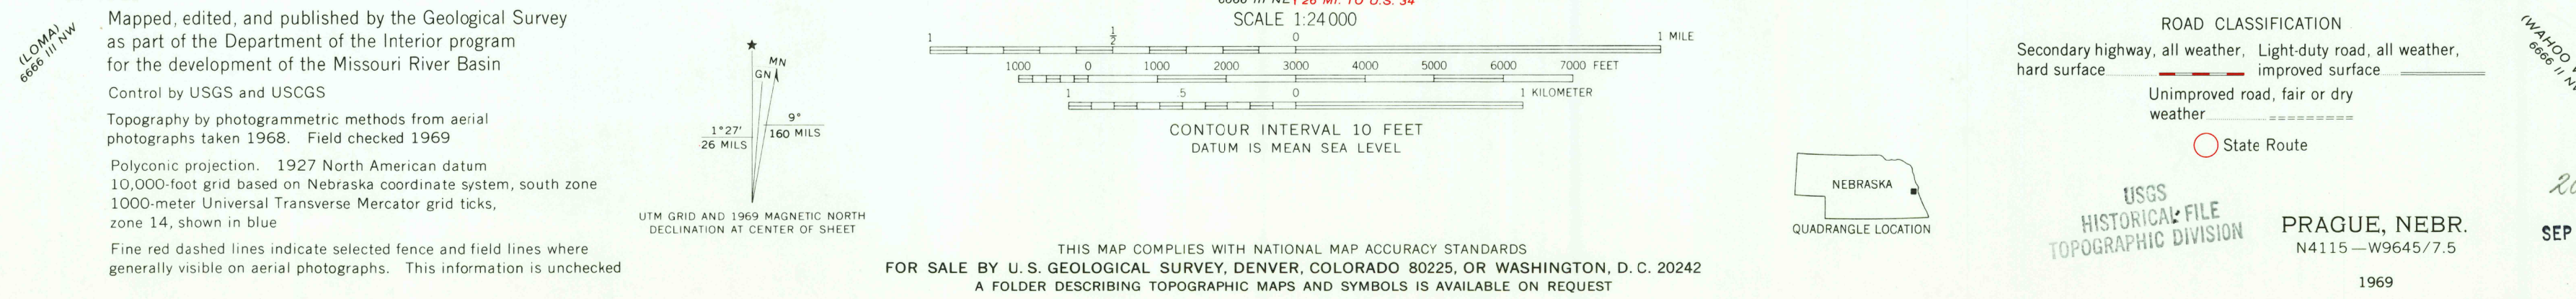 (LOMA)
6666 III NW
Mapped, edited, and published by the Geological Survey
as part of the Department of the Interior program
for the development of the Missouri River Basin
Control by USGS and USCGS
Topography by photogrammetric methods from aerial
photographs taken 1968. Field checked 1969
Polyconic projection. 1927 North American datum
10,000-foot grid based on Nebraska coordinate system, south zone
1000-meter Universal Transverse Mercator grid ticks,
zone 14, shown in blue
Fine red dashed lines indicate selected fence and field lines where
generally visible on aerial photographs. This information is unchecked
MN
GN
1°27′
26 MILS
9°
160 MILS
UTM GRID AND 1969 MAGNETIC NORTH
DECLINATION AT CENTER OF SHEET
26 MI. TO U.S. 34
SCALE 1:24 000
1 ½ 0 1 MILE
1000 0 1000 2000 3000 4000 5000 6000 7000 FEET
1 .5 0 1 KILOMETER
CONTOUR INTERVAL 10 FEET
DATUM IS MEAN SEA LEVEL
THIS MAP COMPLIES WITH NATIONAL MAP ACCURACY STANDARDS
FOR SALE BY U. S. GEOLOGICAL SURVEY, DENVER, COLORADO 80225, OR WASHINGTON, D. C. 20242
A FOLDER DESCRIBING TOPOGRAPHIC MAPS AND SYMBOLS IS AVAILABLE ON REQUEST
NEBRASKA
QUADRANGLE LOCATION
ROAD CLASSIFICATION
Secondary highway, all weather, Light-duty road, all weather,
hard surface improved surface
Unimproved road, fair or dry
weather
State Route
USGS
HISTORICAL FILE
TOPOGRAPHIC DIVISION
PRAGUE, NEBR.
N4115—W9645/7.5
1969
(WAHOO
6666 II
SEP